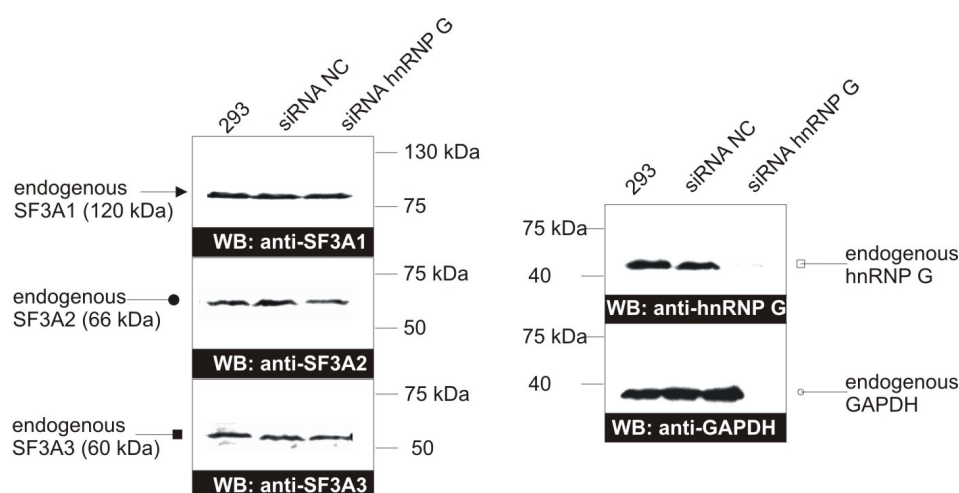 293
siRNA NC
siRNA hnRNP G
130 kDa
endogenous
SF3A1 (120 kDa)
75
WB: anti-SF3A1
75 kDa
endogenous
SF3A2 (66 kDa)
50
WB: anti-SF3A2
75 kDa
endogenous
SF3A3 (60 kDa)
50
WB: anti-SF3A3
293
siRNA NC
siRNA hnRNP G
75 kDa
40
endogenous
hnRNP G
WB: anti-hnRNP G
75 kDa
40
endogenous
GAPDH
WB: anti-GAPDH